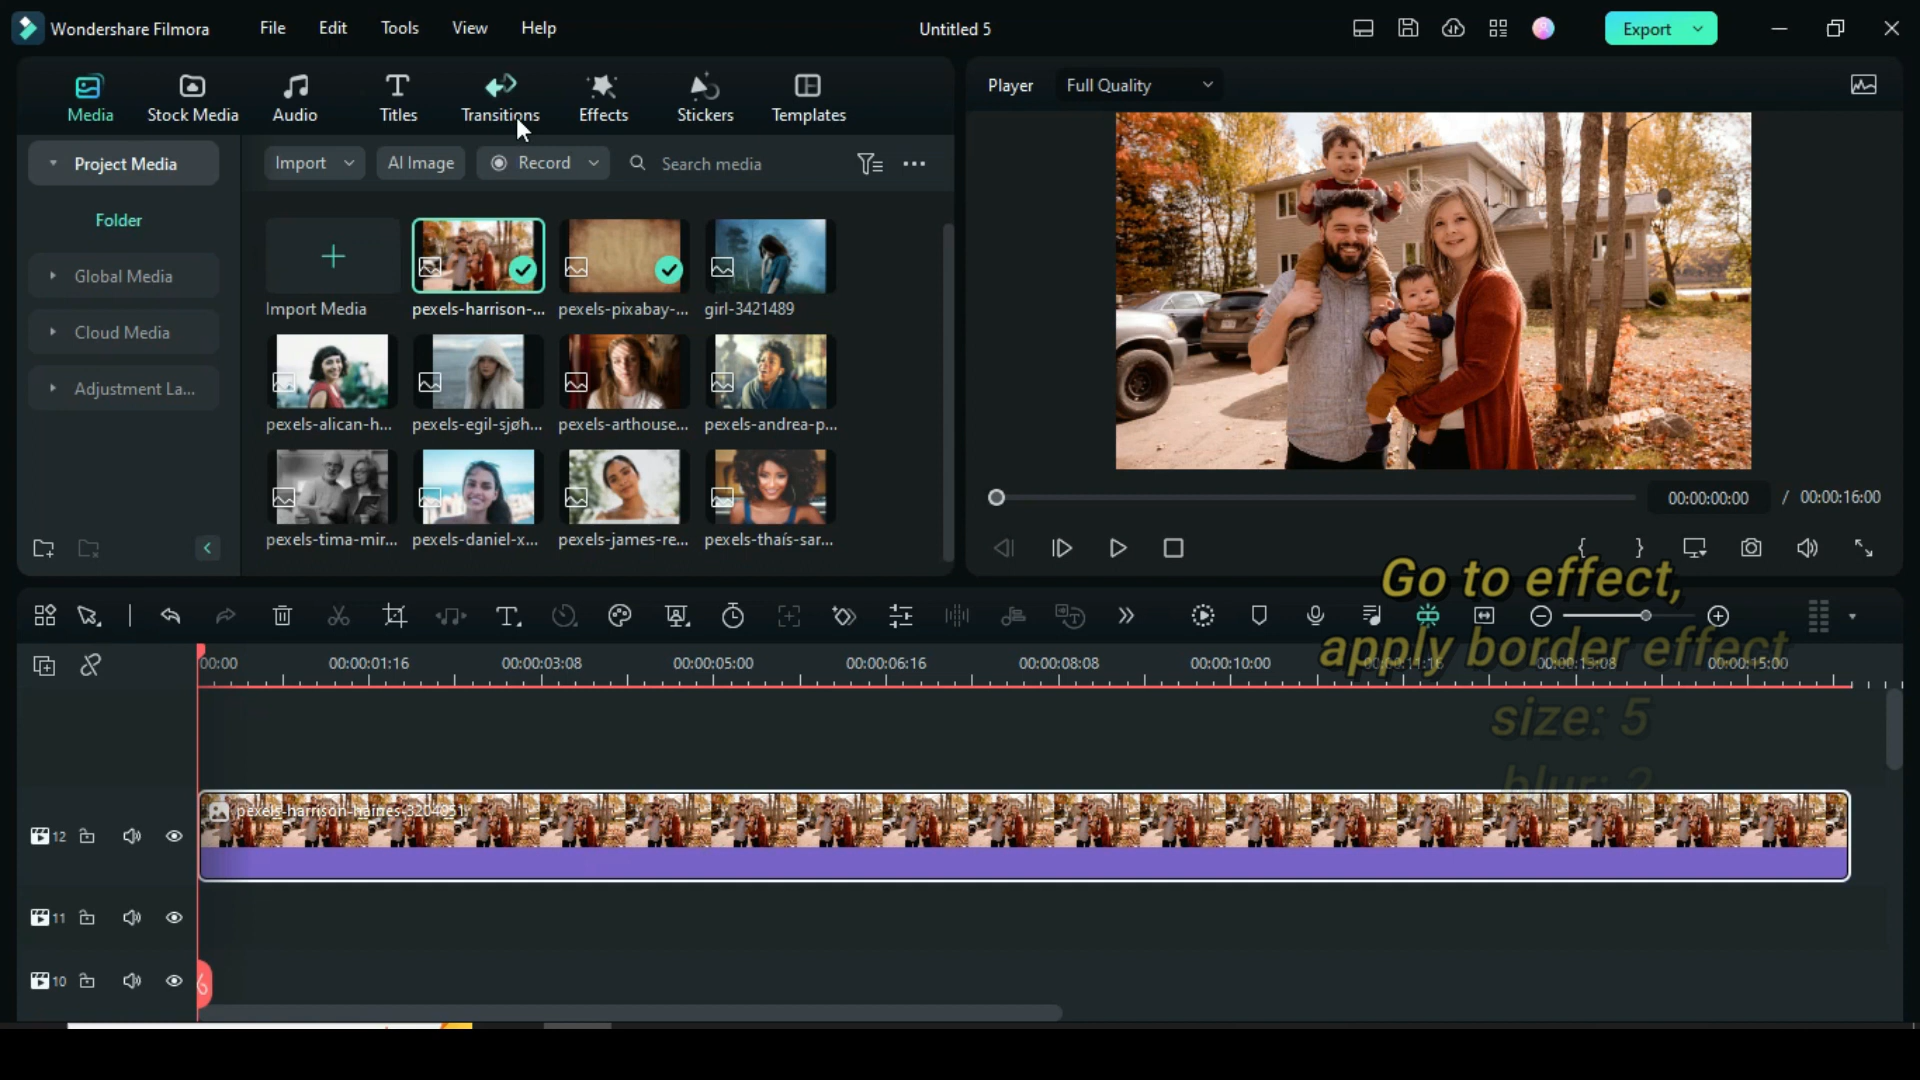 Wondershare Filmora
File
Edit
Tools
View
Help
Untitled 5
Export
Media
Stock Media
Audio
Titles
Transitions
Effects
Stickers
Templates
Player
Full Quality
Project Media
Import
AI Image
Record
Search media
Folder
Global Media
Cloud Media
Adjustment La...
Import Media
pexels-harrison-...
pexels-pixabay-...
girl-3421489
pexels-alican-h...
pexels-egil-sjøh...
pexels-arthouse...
pexels-andrea-p...
pexels-tima-mir...
pexels-daniel-x...
pexels-james-re...
pexels-thaís-sar...
00:00:00:00 / 00:00:16:00
Go to effect,
apply border effect
size: 5
blur: 2
00:00
00:00:01:16
00:00:03:08
00:00:05:00
00:00:06:16
00:00:08:08
00:00:10:00
00:00:11:16
00:00:13:08
00:00:15:00
pexels-harrison-haines-3204951
12
11
10